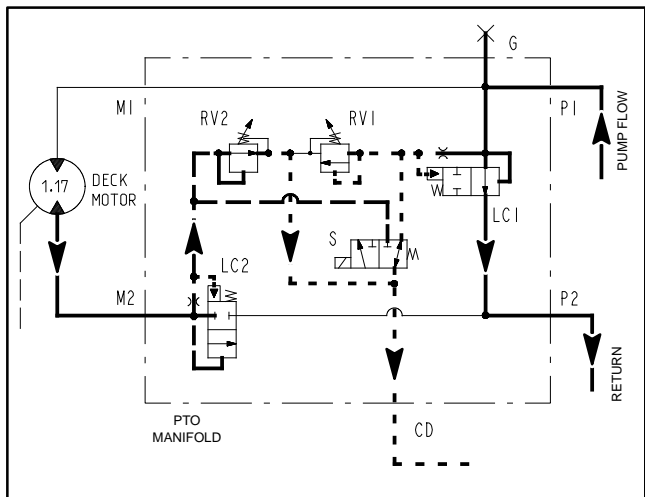 G
M1
P1
RV2
RV1
PUMP FLOW
1.17
DECK
MOTOR
LC1
S
LC2
M2
P2
RETURN
PTO
MANIFOLD
CD